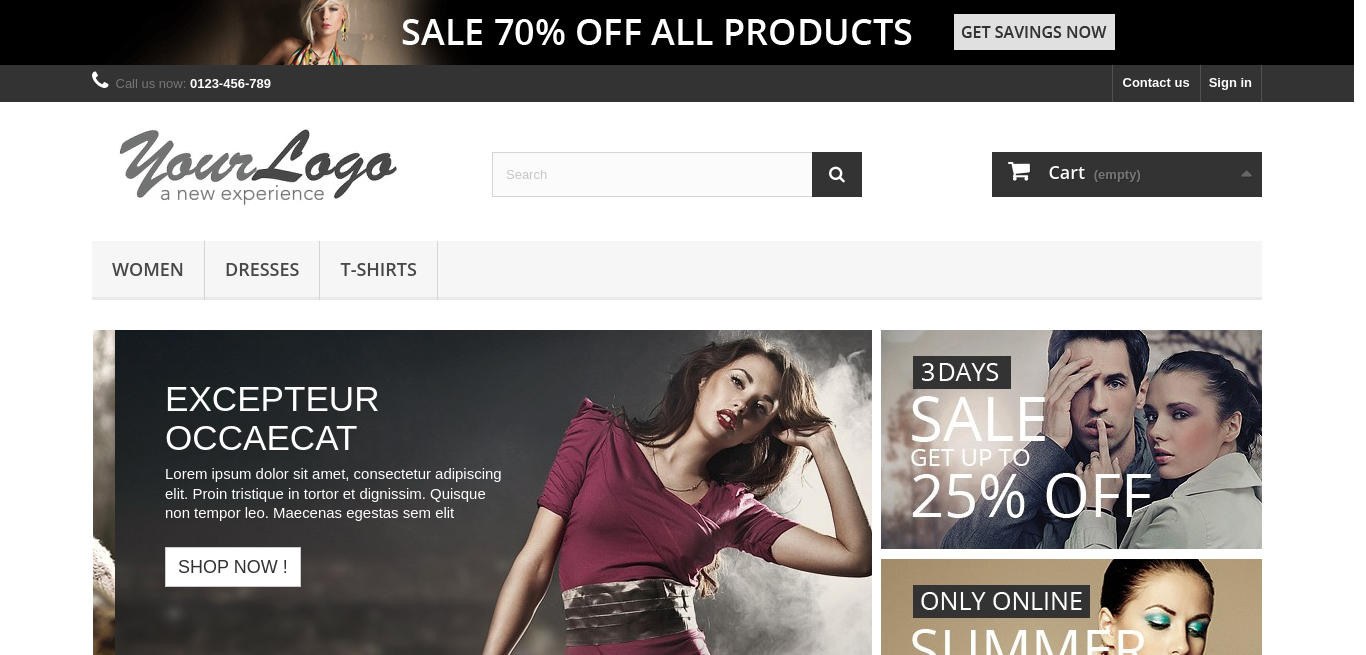 SALE 70% OFF ALL PRODUCTS GET SAVINGS NOW
Call us now: 0123-456-789
Contact us
Sign in
Your Logo
a new experience
Search
Cart (empty)
WOMEN
DRESSES
T-SHIRTS
EXCEPTEUR
OCCAECAT
Lorem ipsum dolor sit amet, consectetur adipiscing
elit. Proin tristique in tortor et dignissim. Quisque
non tempor leo. Maecenas egestas sem elit
SHOP NOW !
3 DAYS
SALE
GET UP TO
25% OFF
ONLY ONLINE
SUMMER